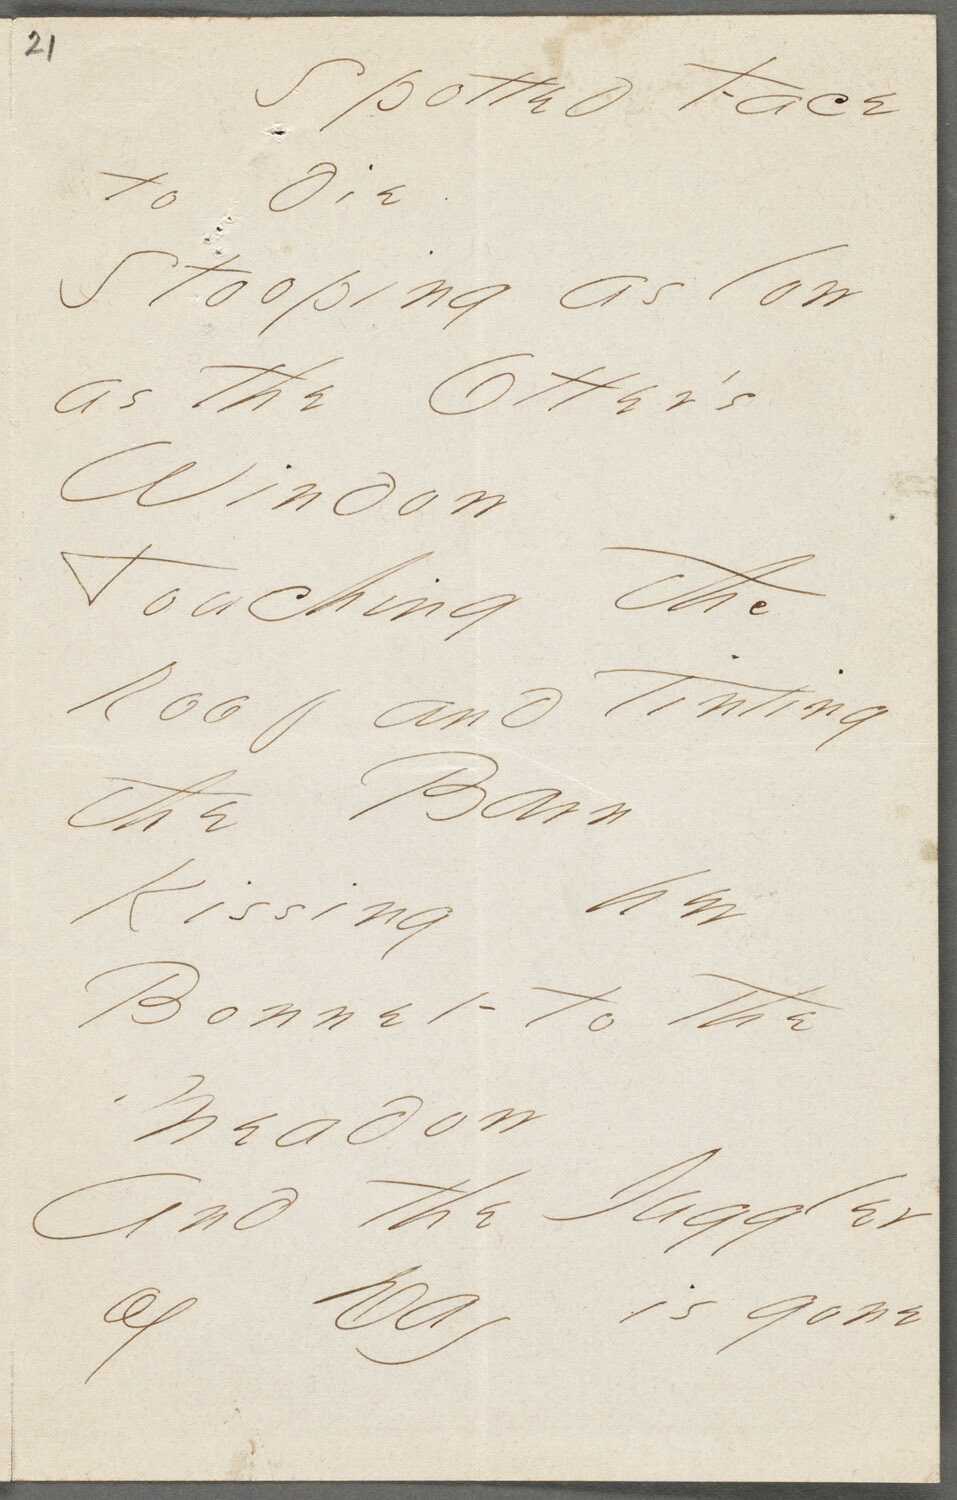 21
Spotted Face
to die.
Stooping as low
as the Otter's
Window
Touching the
Roof and tinting
the Barn
Kissing her
Bonnet to the
Meadow
And the Juggler
of Day is gone